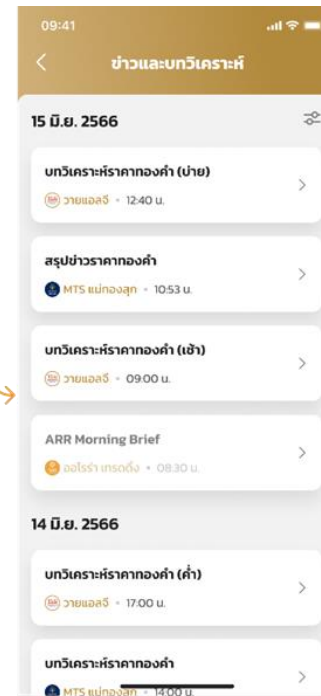 09:41
ข่าวและบทวิเคราะห์
15 มิ.ย. 2566
บทวิเคราะห์ราคาทองคำ (บ่าย)
วายแอลจี • 12:40 น.
สรุปข่าวราคาทองคำ
MTS แม่ทองสุก • 10:53 น.
บทวิเคราะห์ราคาทองคำ (เช้า)
วายแอลจี • 09:00 น.
ARR Morning Brief
ออโรร่า เทรดดิ้ง • 08:30 น.
14 มิ.ย. 2566
บทวิเคราะห์ราคาทองคำ (ค่ำ)
วายแอลจี • 17:00 น.
บทวิเคราะห์ราคาทองคำ
MTS แม่ทองสุก • 14:00 น.